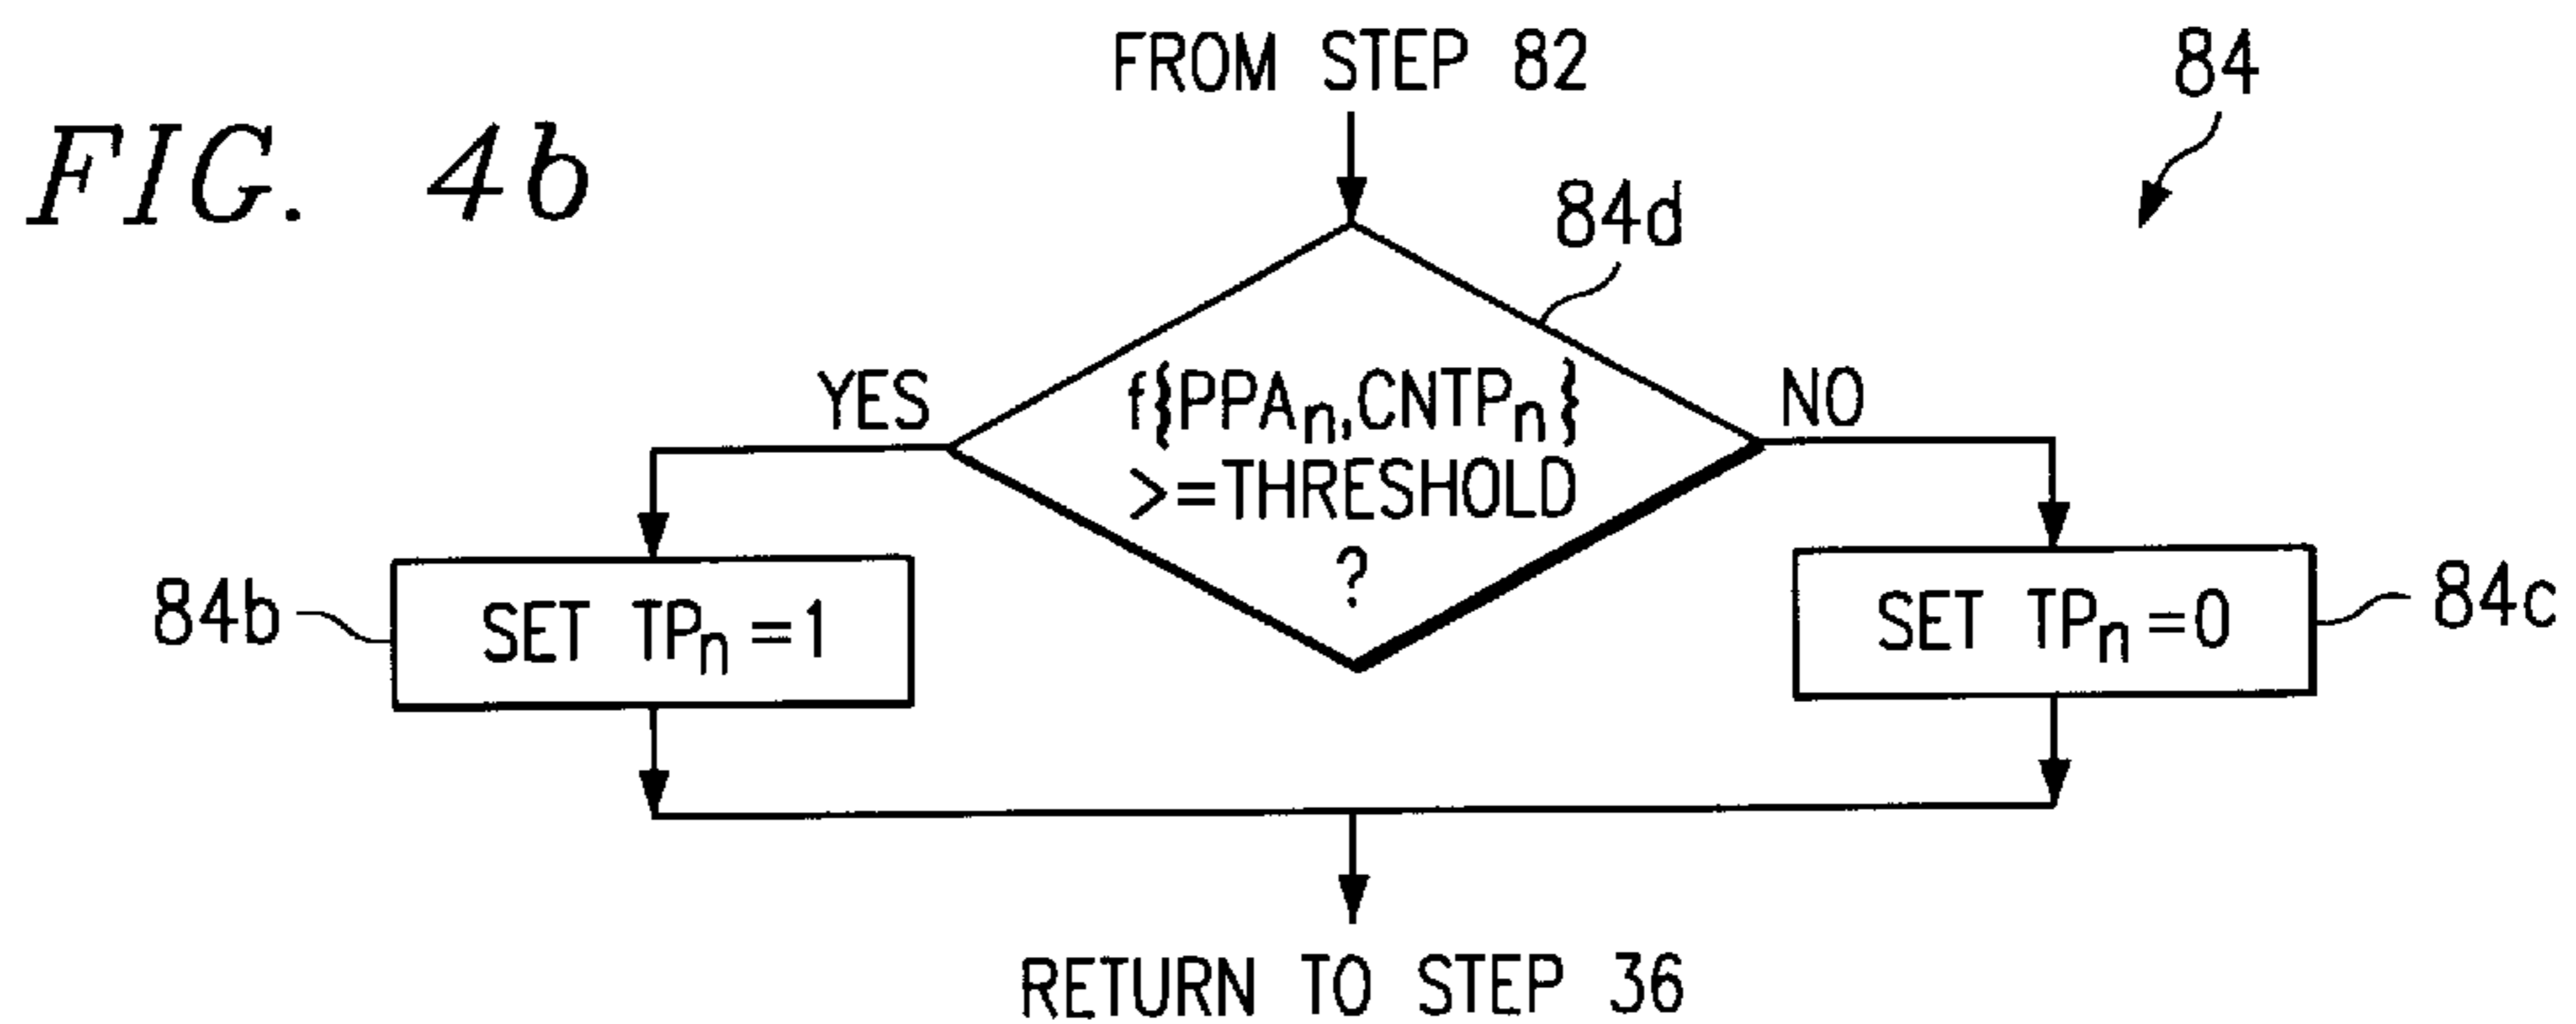 FROM STEP 82
84
FIG. 4b
84d
YES
f{PPAn,CNTPn}
>=THRESHOLD
?
NO
84b
SET TPn=1
SET TPn=0
84c
RETURN TO STEP 36